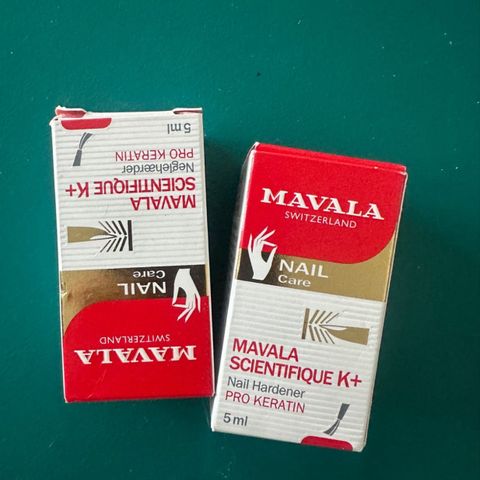 MAVALA
SWITZERLAND
NAIL
Care
MAVALA
SCIENTIFIQUE K+
Neglehærder
PRO KERATIN
5 ml
MAVALA
SWITZERLAND
NAIL
Care
MAVALA
SCIENTIFIQUE K+
Nail Hardener
PRO KERATIN
5 ml